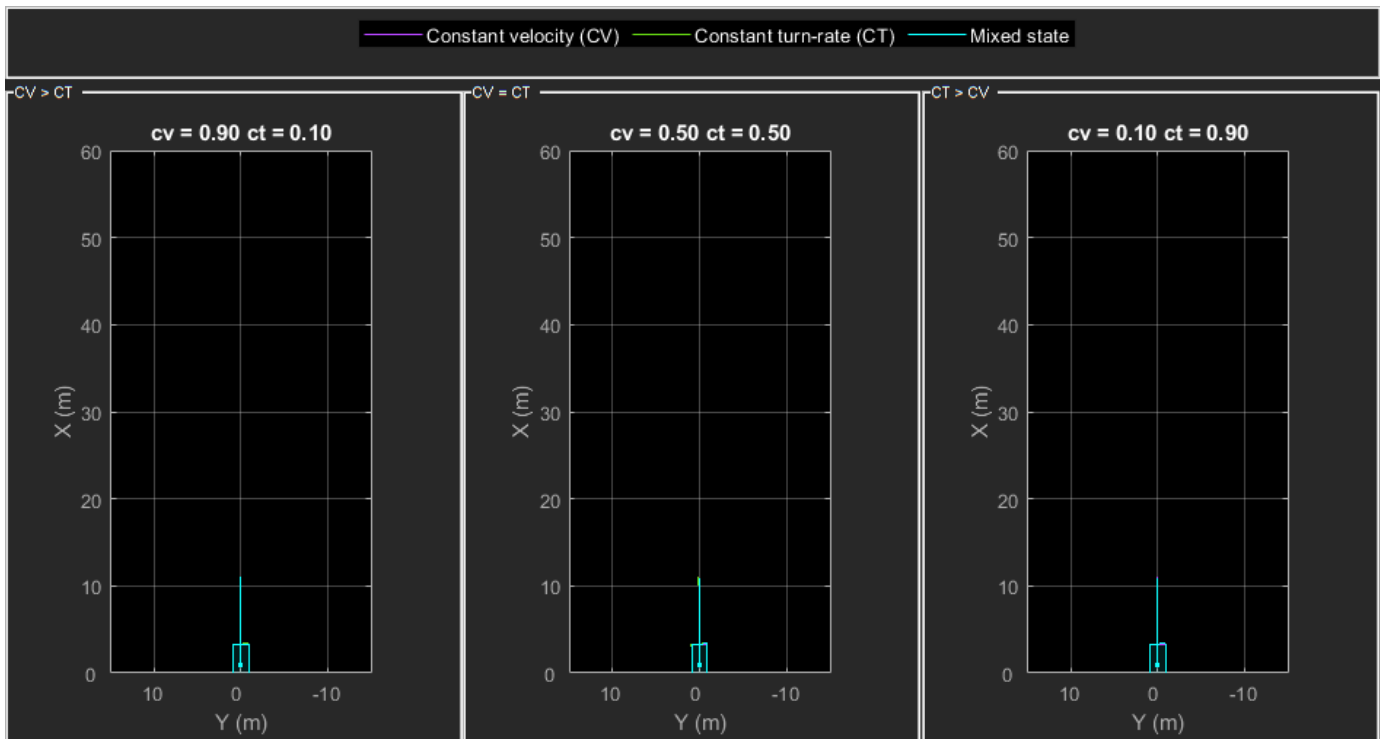 Constant velocity (CV) Constant turn-rate (CT) Mixed state
CV > CT
cv = 0.90 ct = 0.10
60
50
40
30
20
10
0
X (m)
10 0 -10
Y (m)
CV = CT
cv = 0.50 ct = 0.50
60
50
40
30
20
10
0
X (m)
10 0 -10
Y (m)
CT > CV
cv = 0.10 ct = 0.90
60
50
40
30
20
10
0
X (m)
10 0 -10
Y (m)